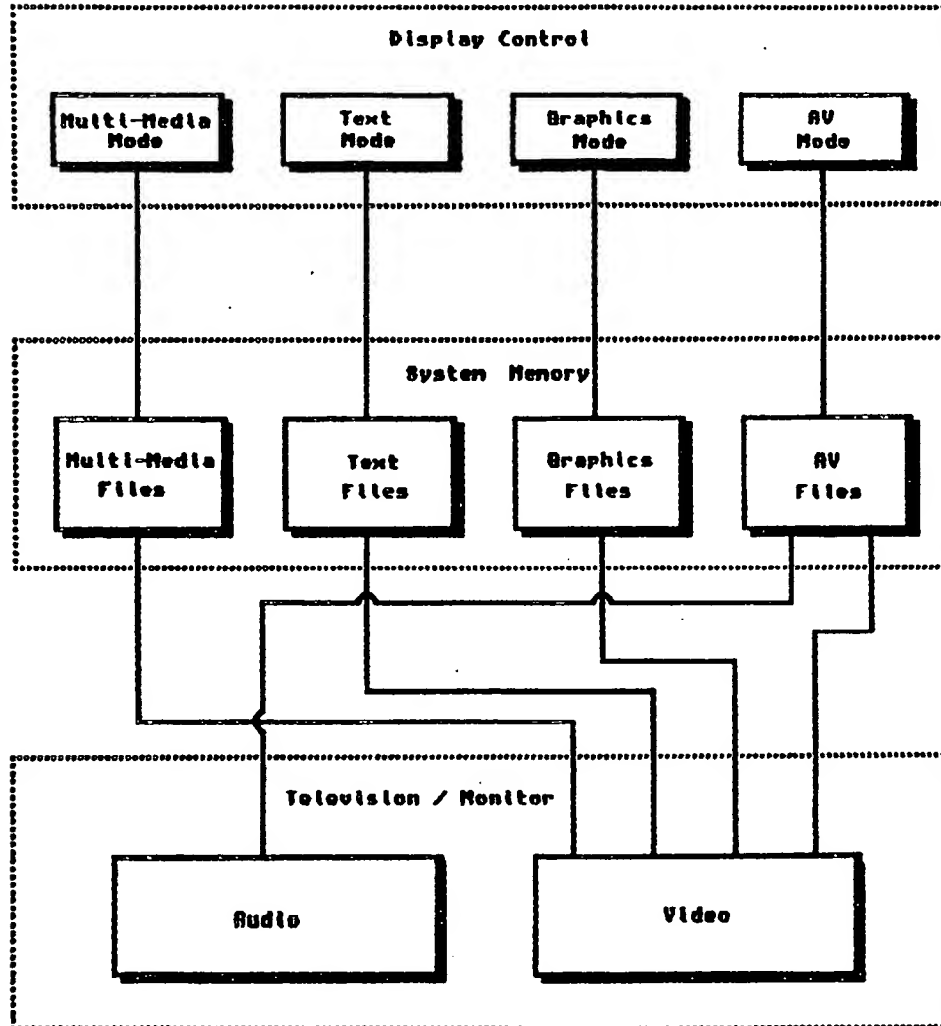 Display Control
Multi-Media
Mode
Text
Mode
Graphics
Mode
AV
Mode
System Memory
Multi-Media
Files
Text
Files
Graphics
Files
AV
Files
Television / Monitor
Audio
Video